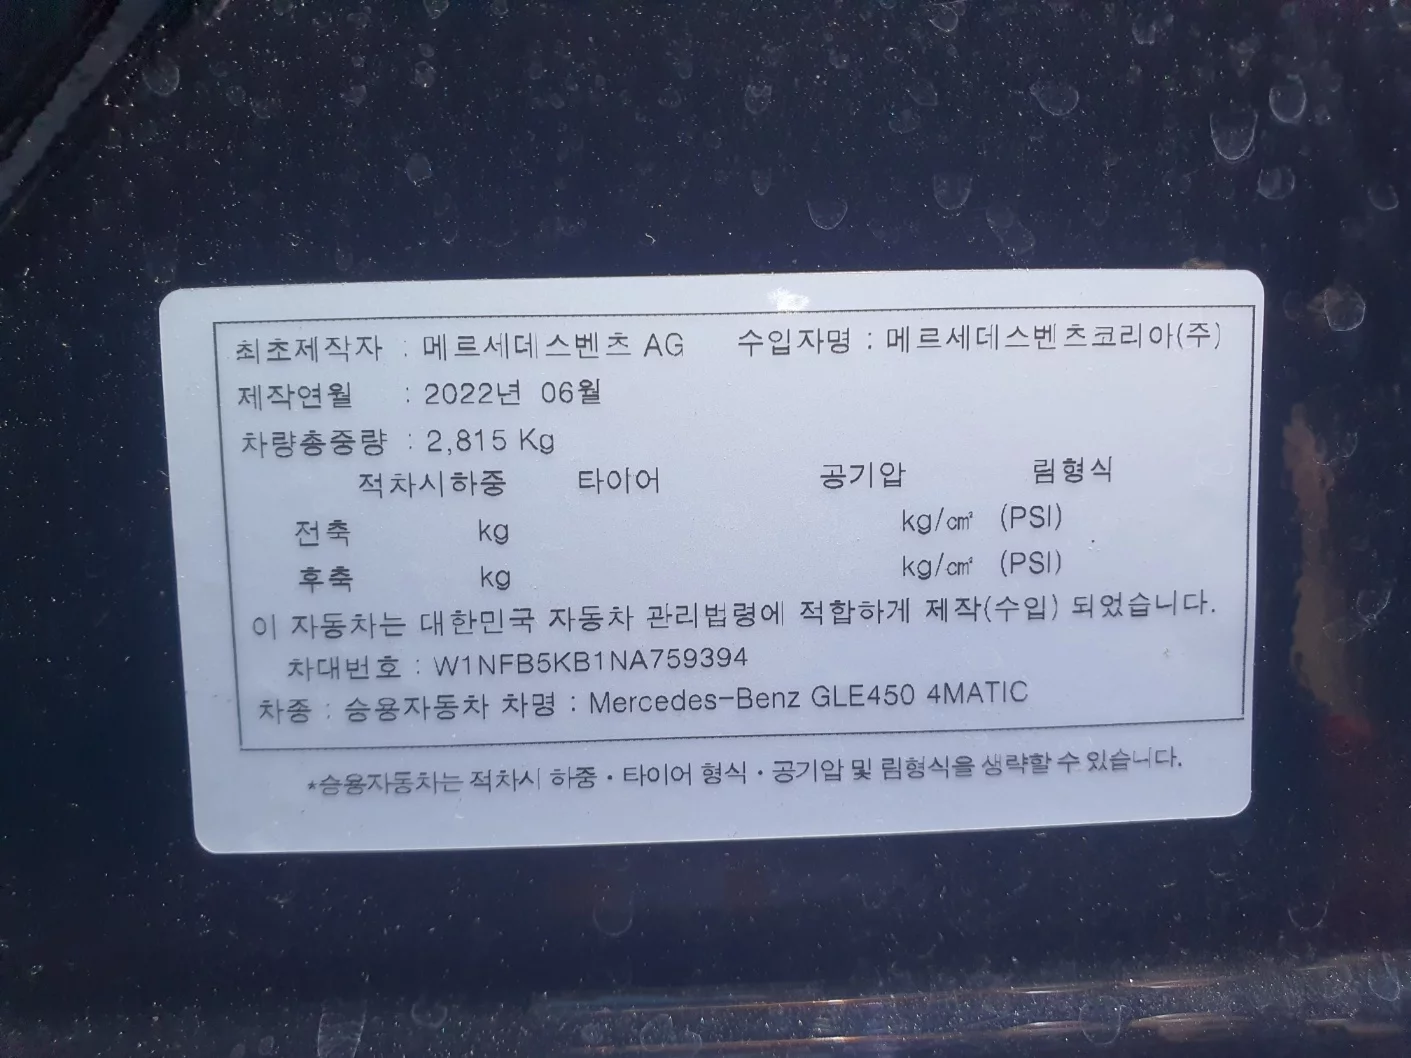 최초제작자 : 메르세데스벤츠 AG 수입자명 : 메르세데스벤츠코리아(주)
제작연월 : 2022년 06월
차량총중량 : 2,815 Kg
적차시하중 타이어 공기압 림형식
전축 kg kg/㎠ (PSI)
후축 kg kg/㎠ (PSI)
이 자동차는 대한민국 자동차 관리법령에 적합하게 제작(수입) 되었습니다.
차대번호 : W1NFB5KB1NA759394
차종 : 승용자동차 차명 : Mercedes-Benz GLE450 4MATIC
*승용자동차는 적차시 하중·타이어 형식·공기압 및 림형식을 생략할 수 있습니다.